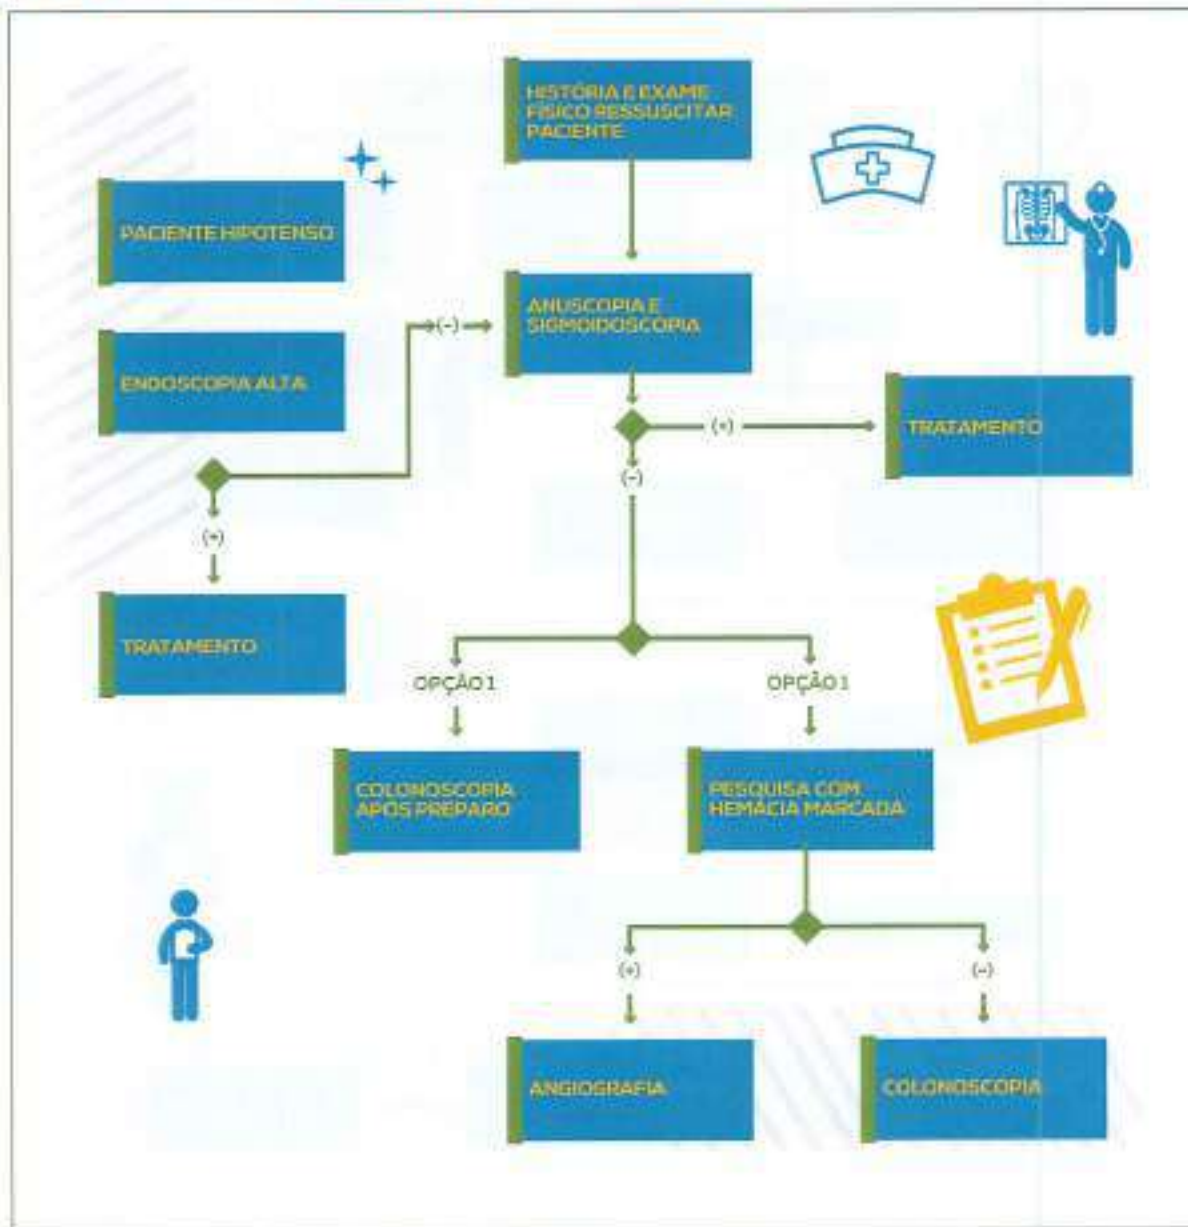 HISTÓRIA E EXAME
FÍSICO RESSUSCITAR
PACIENTE
PACIENTE HIPOTENSO
ANUSCOPIA E
SIGMOIDOSCOPIA
(-)
ENDOSCOPIA ALTA
(+)
TRATAMENTO
(-)
(+)
TRATAMENTO
OPÇÃO 1
OPÇÃO 1
COLONOSCOPIA
APÓS PREPARO
PESQUISA COM
HEMÁCIA MARCADA
(+)
(-)
ANGIOGRAFIA
COLONOSCOPIA